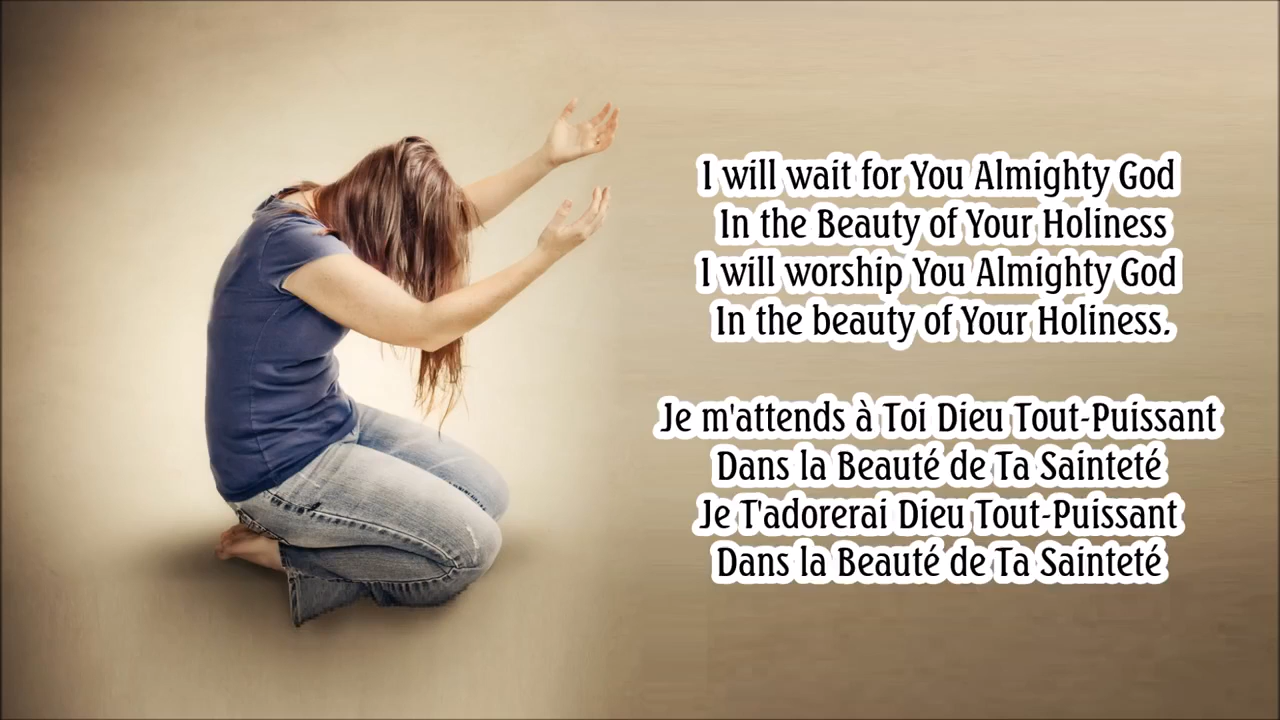 I will wait for You Almighty God
In the Beauty of Your Holiness
I will worship You Almighty God
In the beauty of Your Holiness.
Je m'attends à Toi Dieu Tout-Puissant
Dans la Beauté de Ta Sainteté
Je T'adorerai Dieu Tout-Puissant
Dans la Beauté de Ta Sainteté